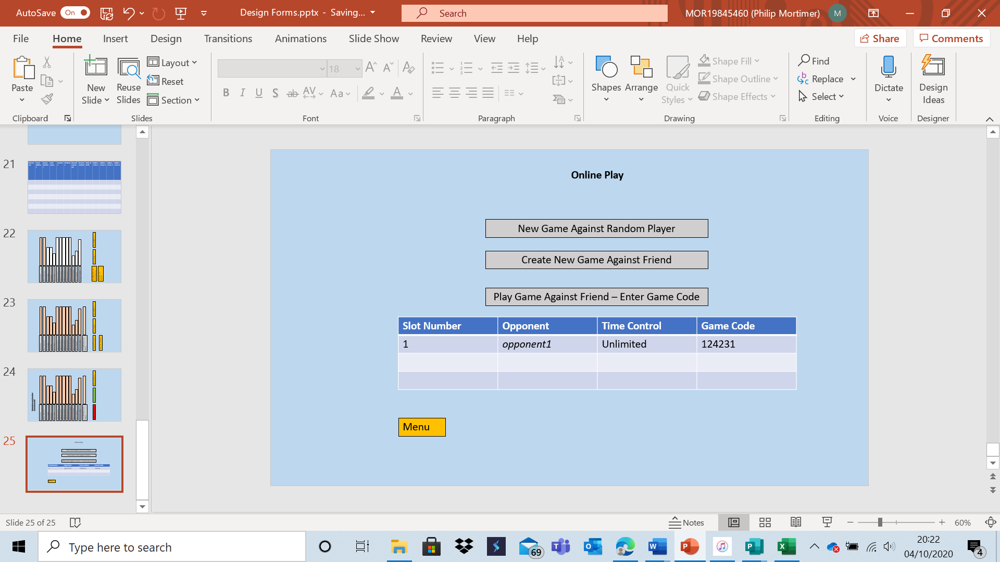 AutoSave On Design Forms.pptx - Saving... Search MOR19845460 (Philip Mortimer) M
File Home Insert Design Transitions Animations Slide Show Review View Help Share Comments
Paste
New Slide
Reuse Slides
Layout
Reset
Section
18
B I U S ab AV Aa A
Shapes
Arrange
Quick Styles
Shape Fill
Shape Outline
Shape Effects
Find
Replace
Select
Dictate
Design Ideas
Clipboard Slides Font Paragraph Drawing Editing Voice Designer
21
22
23
24
25
Online Play
New Game Against Random Player
Create New Game Against Friend
Play Game Against Friend – Enter Game Code
Slot Number Opponent Time Control Game Code
1 opponent1 Unlimited 124231
Menu
Slide 25 of 25 Notes 60%
Type here to search 69 20:22
04/10/2020 4